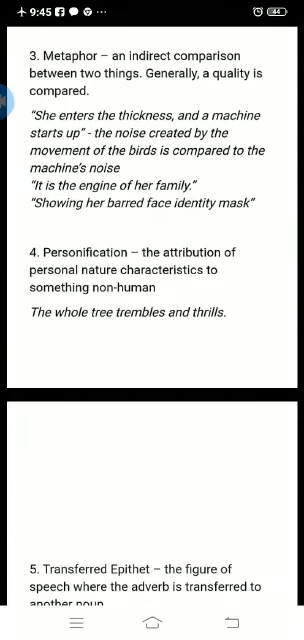 9:45
44
3. Metaphor – an indirect comparison
between two things. Generally, a quality is
compared.
"She enters the thickness, and a machine
starts up" - the noise created by the
movement of the birds is compared to the
machine's noise
"It is the engine of her family."
"Showing her barred face identity mask"
4. Personification – the attribution of
personal nature characteristics to
something non-human
The whole tree trembles and thrills.
5. Transferred Epithet – the figure of
speech where the adverb is transferred to
another noun